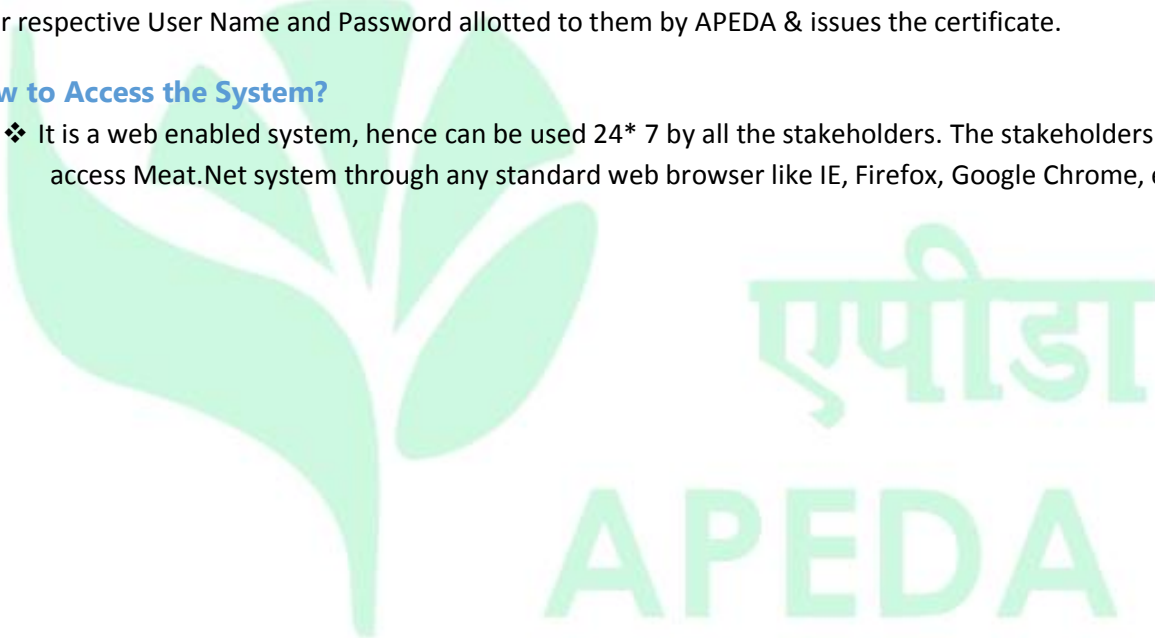 r respective User Name and Password allotted to them by APEDA & issues the certificate.
w to Access the System?
❖ It is a web enabled system, hence can be used 24* 7 by all the stakeholders. The stakeholders
access Meat.Net system through any standard web browser like IE, Firefox, Google Chrome, e
एपीडा
APEDA